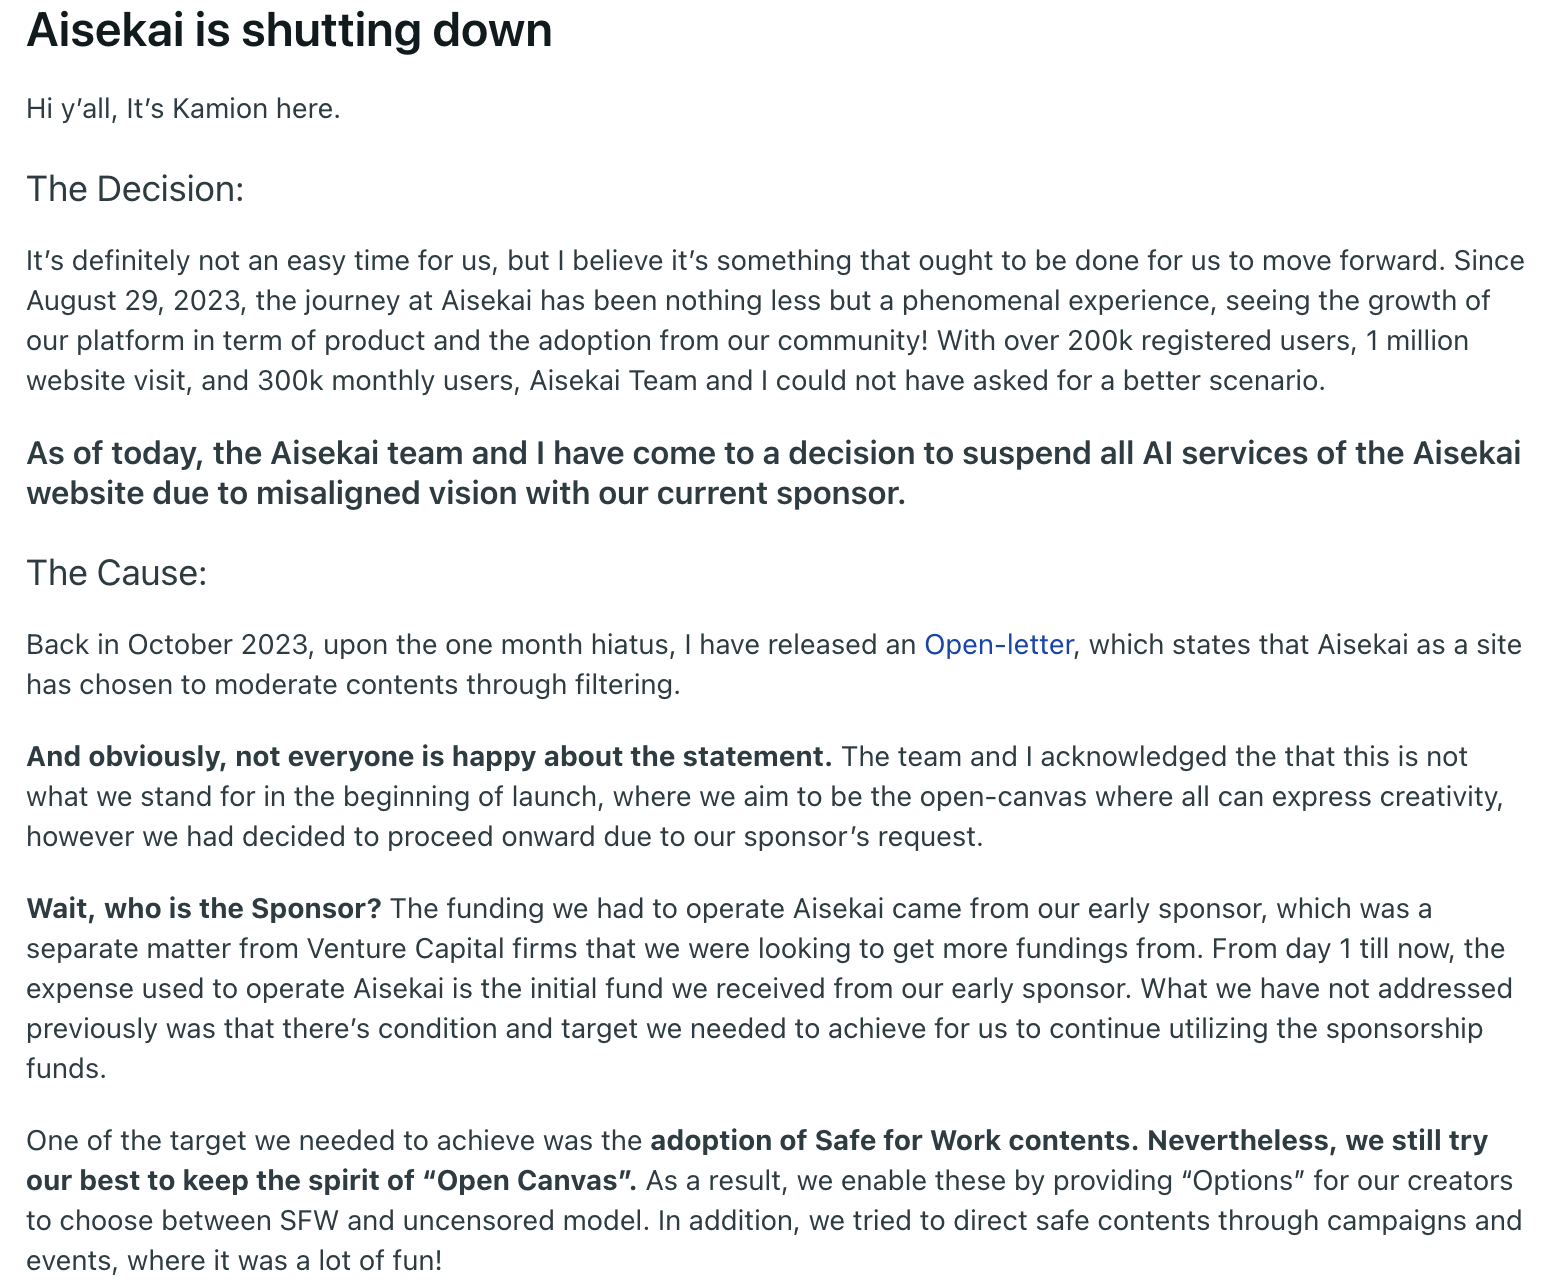 Aisekai is shutting down
Hi y’all, It’s Kamion here.
The Decision:
It’s definitely not an easy time for us, but I believe it’s something that ought to be done for us to move forward. Since
August 29, 2023, the journey at Aisekai has been nothing less but a phenomenal experience, seeing the growth of
our platform in term of product and the adoption from our community! With over 200k registered users, 1 million
website visit, and 300k monthly users, Aisekai Team and I could not have asked for a better scenario.
As of today, the Aisekai team and I have come to a decision to suspend all AI services of the Aisekai
website due to misaligned vision with our current sponsor.
The Cause:
Back in October 2023, upon the one month hiatus, I have released an Open-letter, which states that Aisekai as a site
has chosen to moderate contents through filtering.
And obviously, not everyone is happy about the statement. The team and I acknowledged the that this is not
what we stand for in the beginning of launch, where we aim to be the open-canvas where all can express creativity,
however we had decided to proceed onward due to our sponsor’s request.
Wait, who is the Sponsor? The funding we had to operate Aisekai came from our early sponsor, which was a
separate matter from Venture Capital firms that we were looking to get more fundings from. From day 1 till now, the
expense used to operate Aisekai is the initial fund we received from our early sponsor. What we have not addressed
previously was that there’s condition and target we needed to achieve for us to continue utilizing the sponsorship
funds.
One of the target we needed to achieve was the adoption of Safe for Work contents. Nevertheless, we still try
our best to keep the spirit of “Open Canvas”. As a result, we enable these by providing “Options” for our creators
to choose between SFW and uncensored model. In addition, we tried to direct safe contents through campaigns and
events, where it was a lot of fun!